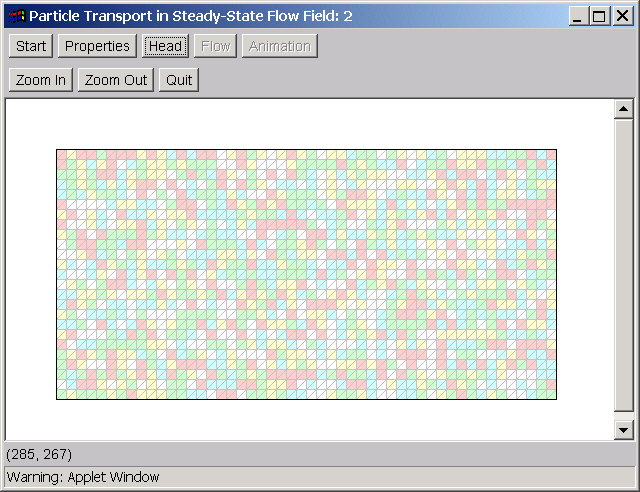 Particle Transport in Steady-State Flow Field: 2
Start Properties Head Flow Animation
Zoom In Zoom Out Quit
(285, 267)
Warning: Applet Window